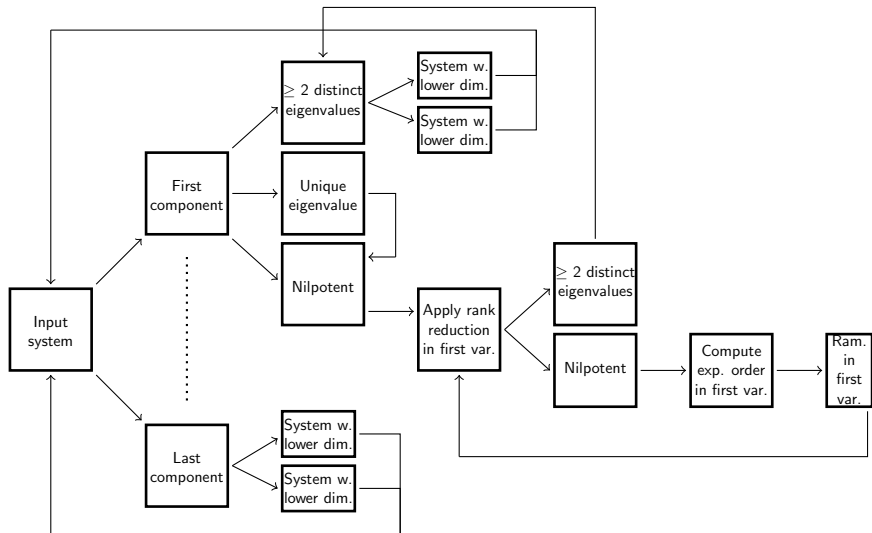 ≥ 2 distinct
eigenvalues
System w.
lower dim.
System w.
lower dim.
First
component
Unique
eigenvalue
Nilpotent
Input
system
Apply rank
reduction
in first var.
≥ 2 distinct
eigenvalues
Nilpotent
Compute
exp. order
in first var.
Ram.
in
first
var.
Last
component
System w.
lower dim.
System w.
lower dim.